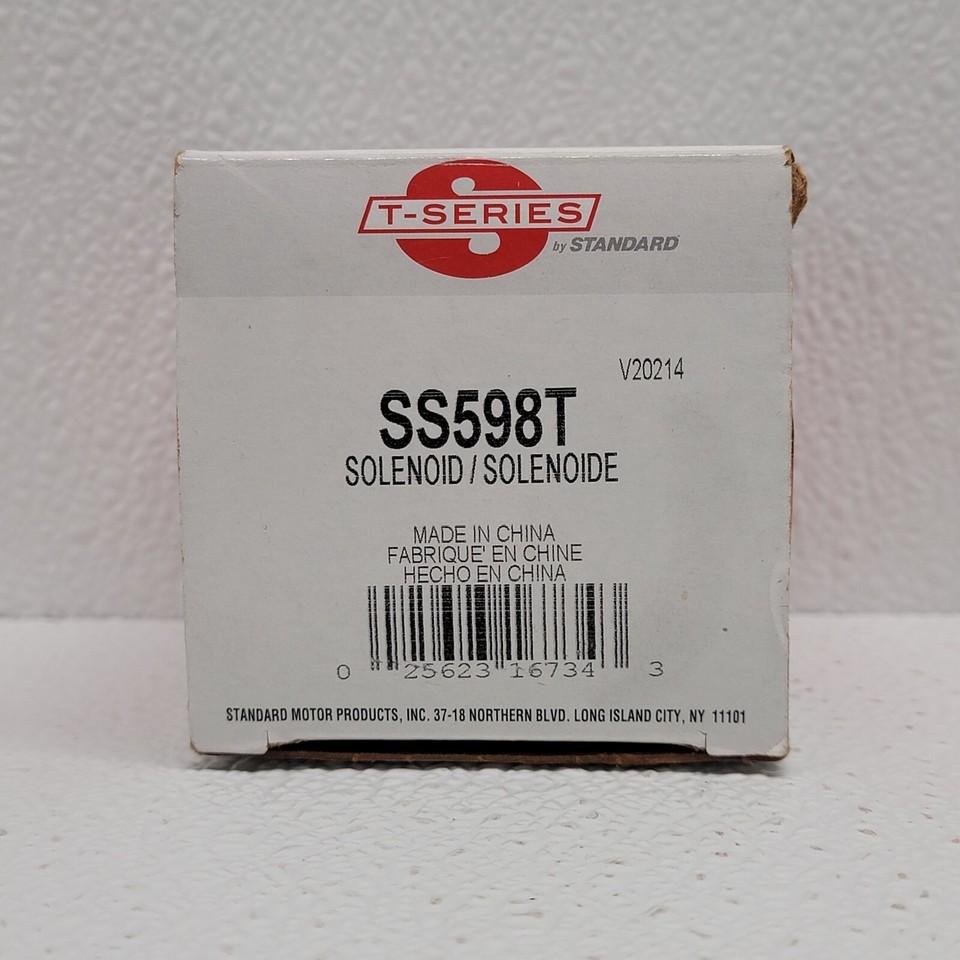 T-SERIES
by STANDARD
V20214
SS598T
SOLENOID / SOLENOIDE
MADE IN CHINA
FABRIQUE' EN CHINE
HECHO EN CHINA
0 25623 16734 3
STANDARD MOTOR PRODUCTS, INC. 37-18 NORTHERN BLVD. LONG ISLAND CITY, NY 11101